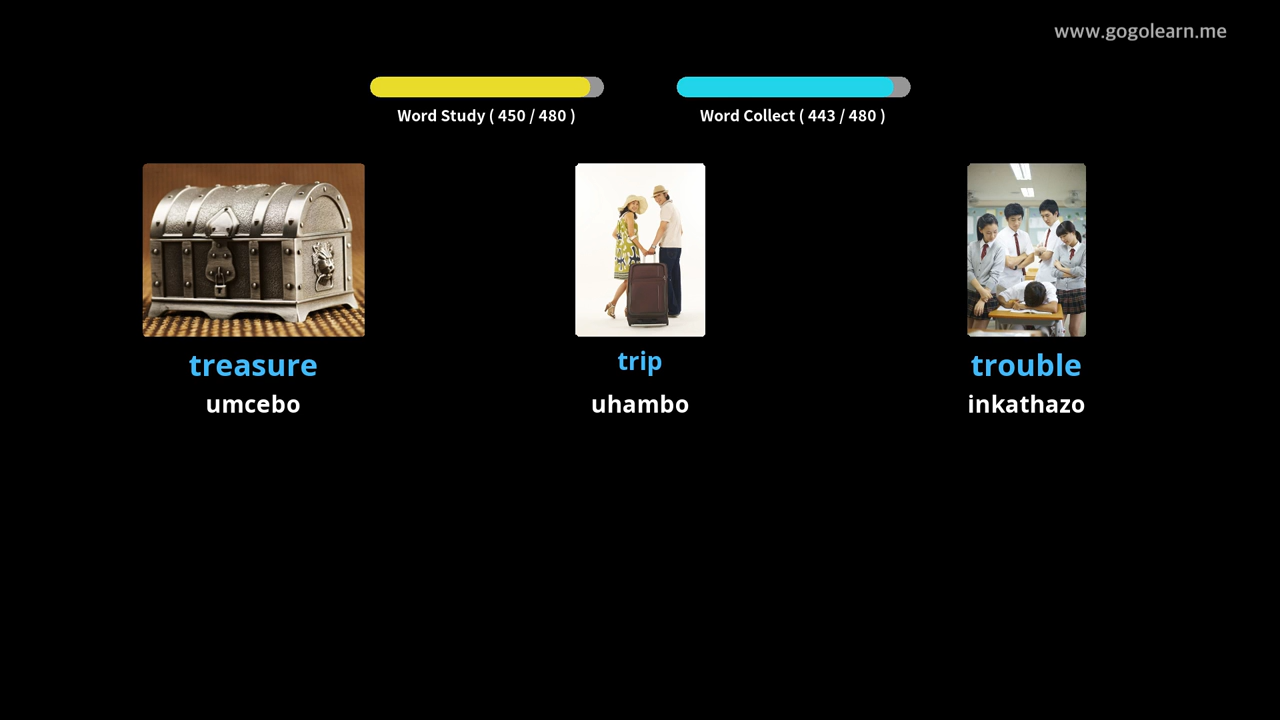 www.gogolearn.me
Word Study ( 450 / 480 )
Word Collect ( 443 / 480 )
treasure
umcebo
trip
uhambo
trouble
inkathazo